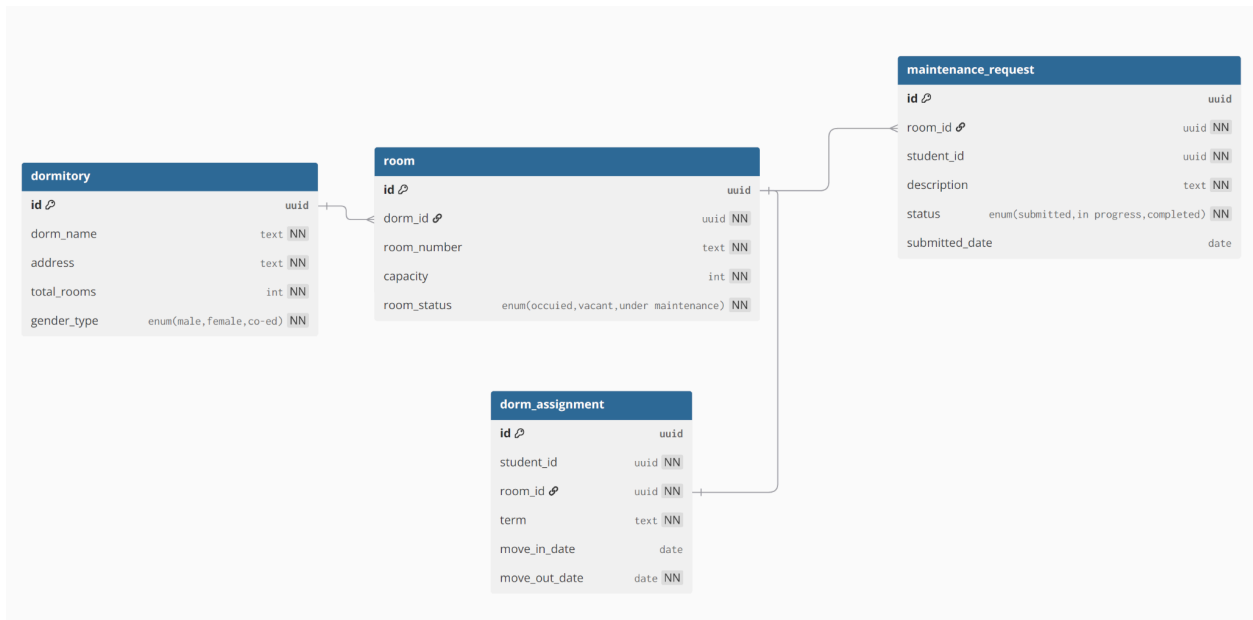 dormitory
id uuid
dorm_name text NN
address text NN
total_rooms int NN
gender_type enum(male,female,co-ed) NN
room
id uuid
dorm_id uuid NN
room_number text NN
capacity int NN
room_status enum(occuied,vacant,under maintenance) NN
maintenance_request
id uuid
room_id uuid NN
student_id uuid NN
description text NN
status enum(submitted,in progress,completed) NN
submitted_date date
dorm_assignment
id uuid
student_id uuid NN
room_id uuid NN
term text NN
move_in_date date
move_out_date date NN